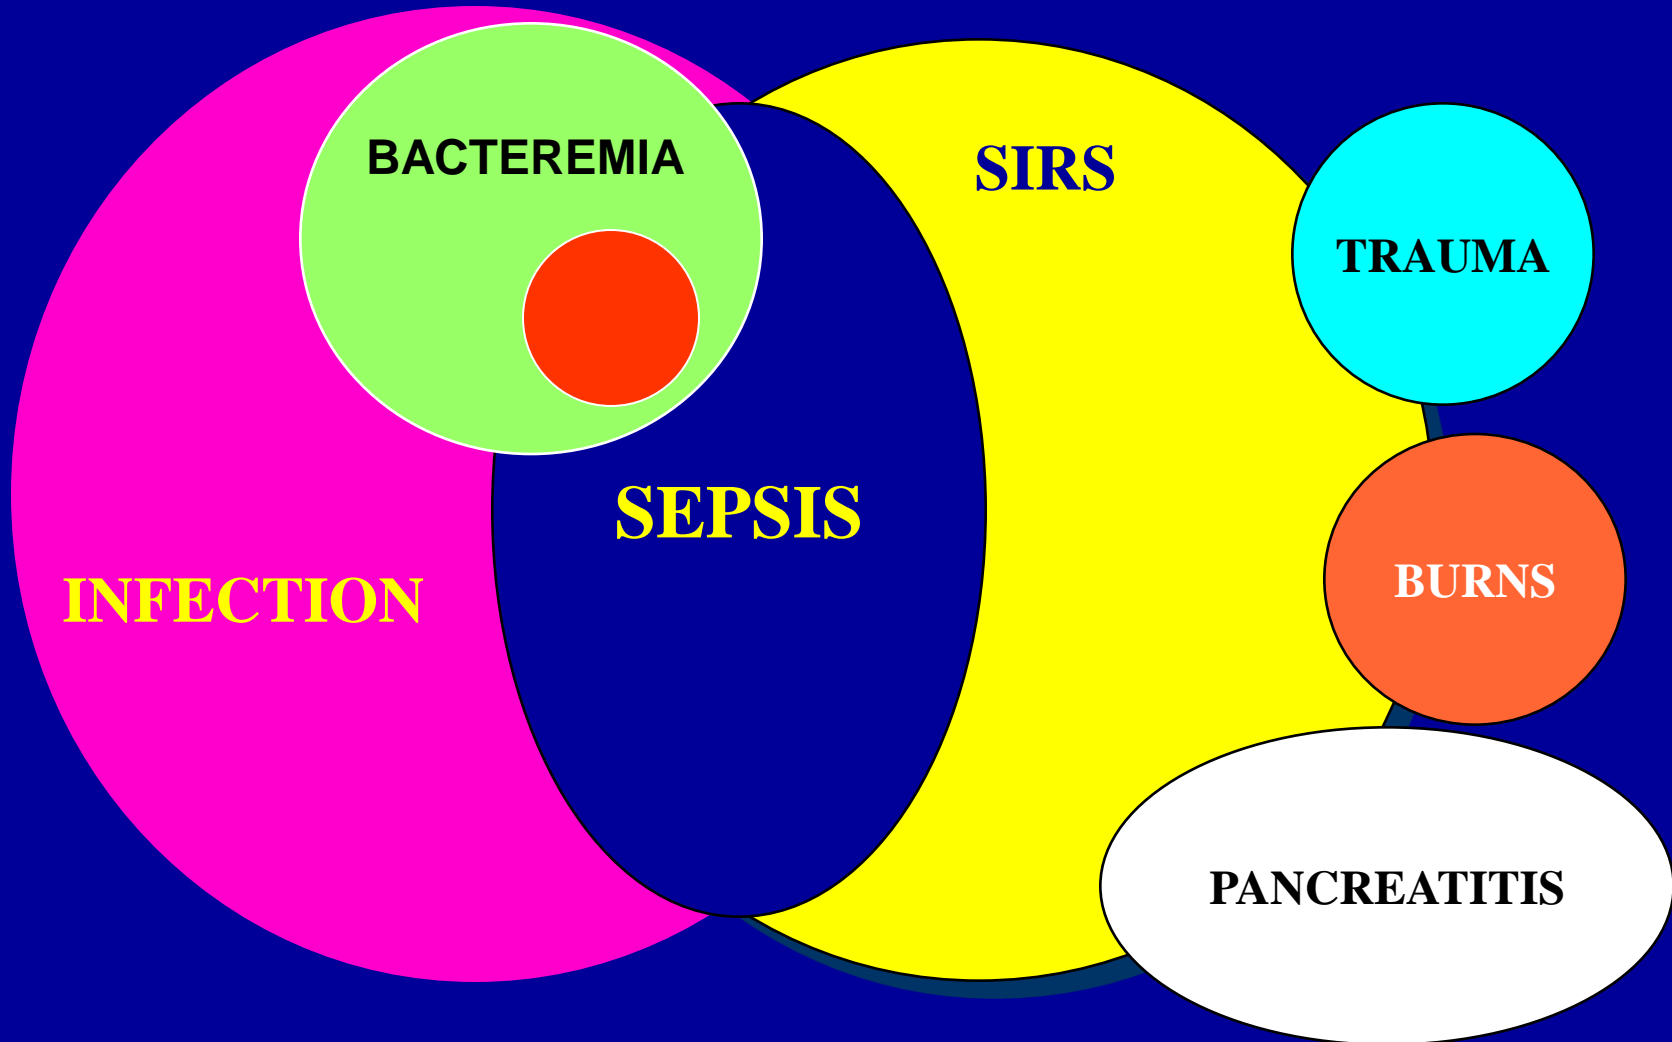 BACTEREMIA
SIRS
TRAUMA
SEPSIS
INFECTION
BURNS
PANCREATITIS